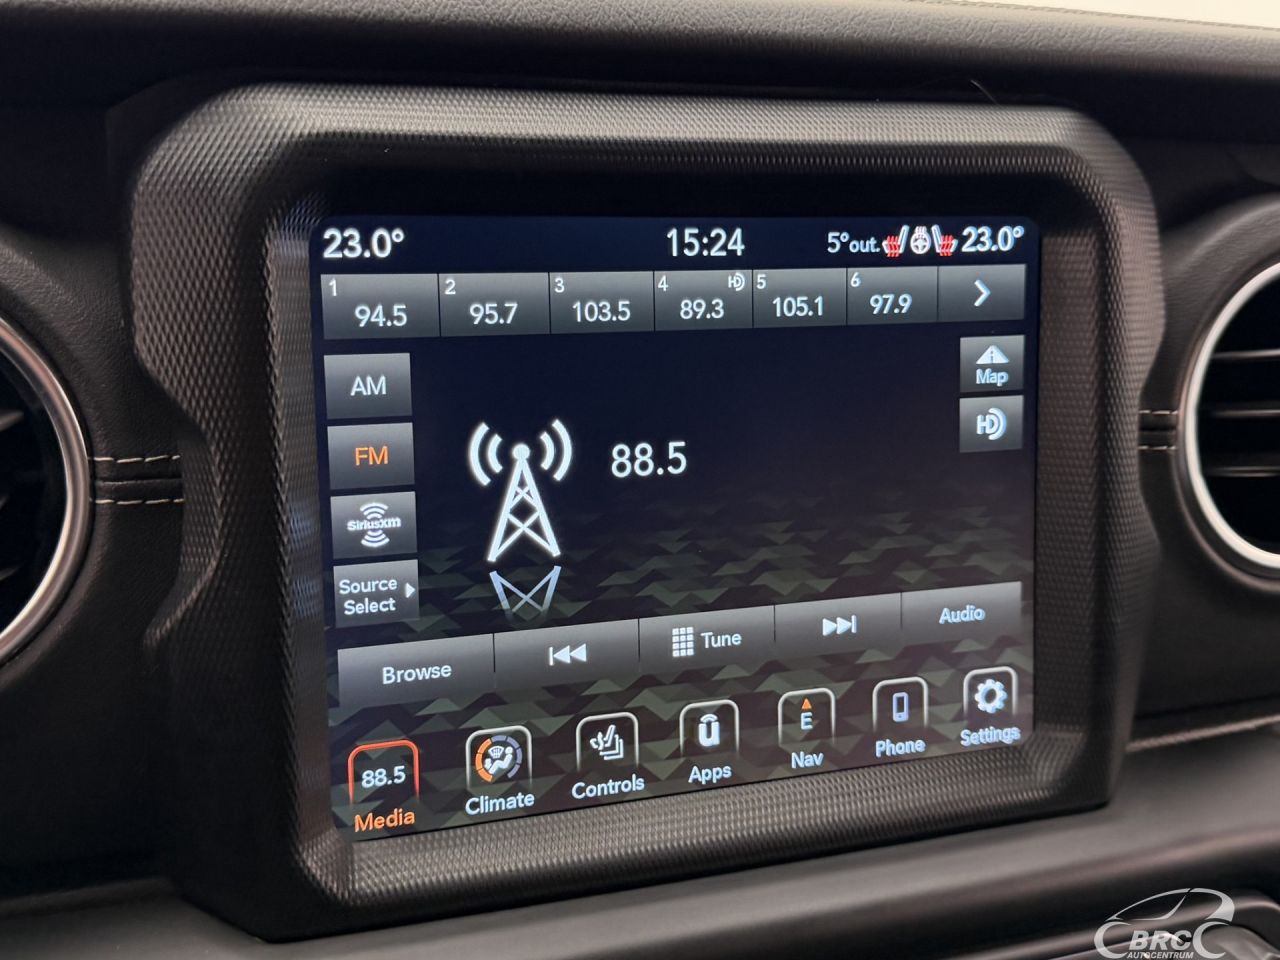 23.0° 15:24 5°out. 23.0°
1 2 3 4 HD 5 6
94.5 95.7 103.5 89.3 105.1 97.9
Map
AM
HD
FM
88.5
SiriusXM
Source
Select
Browse Tune Audio
88.5 U E
Media Climate Controls Apps Nav Phone Settings
BRC
AUTOCENTRUM